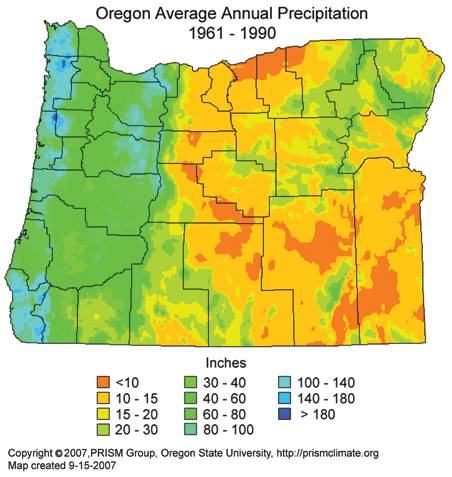 Oregon Average Annual Precipitation
1961 - 1990
Inches
<10 30 - 40 100 - 140
10 - 15 40 - 60 140 - 180
15 - 20 60 - 80 > 180
20 - 30 80 - 100
Copyright ©2007,PRISM Group, Oregon State University, http://prismclimate.org
Map created 9-15-2007